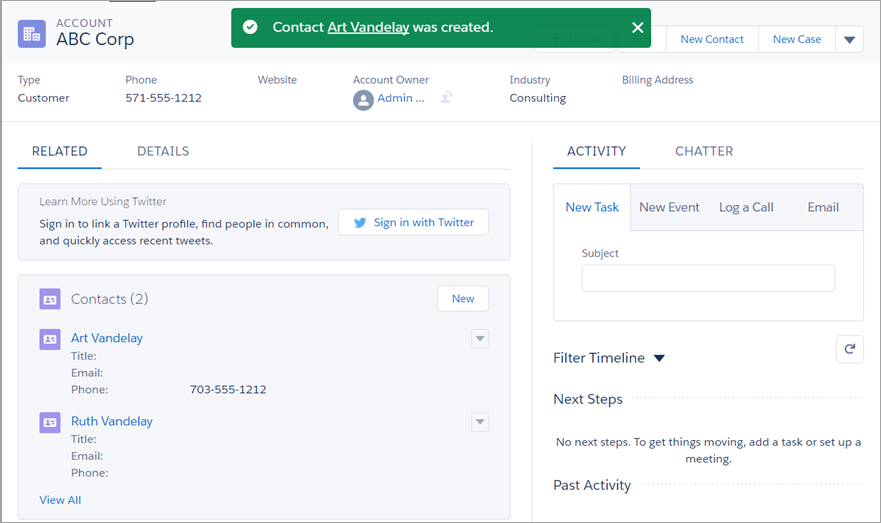 ACCOUNT
ABC Corp
Contact Art Vandelay was created.
New Contact
New Case
Type
Customer
Phone
571-555-1212
Website
Account Owner
Admin ...
Industry
Consulting
Billing Address
RELATED
DETAILS
Learn More Using Twitter
Sign in to link a Twitter profile, find people in common,
and quickly access recent tweets.
Sign in with Twitter
Contacts (2)
New
Art Vandelay
Title:
Email:
Phone: 703-555-1212
Ruth Vandelay
Title:
Email:
Phone:
View All
ACTIVITY
CHATTER
New Task
New Event
Log a Call
Email
Subject
Filter Timeline
Next Steps
No next steps. To get things moving, add a task or set up a
meeting.
Past Activity